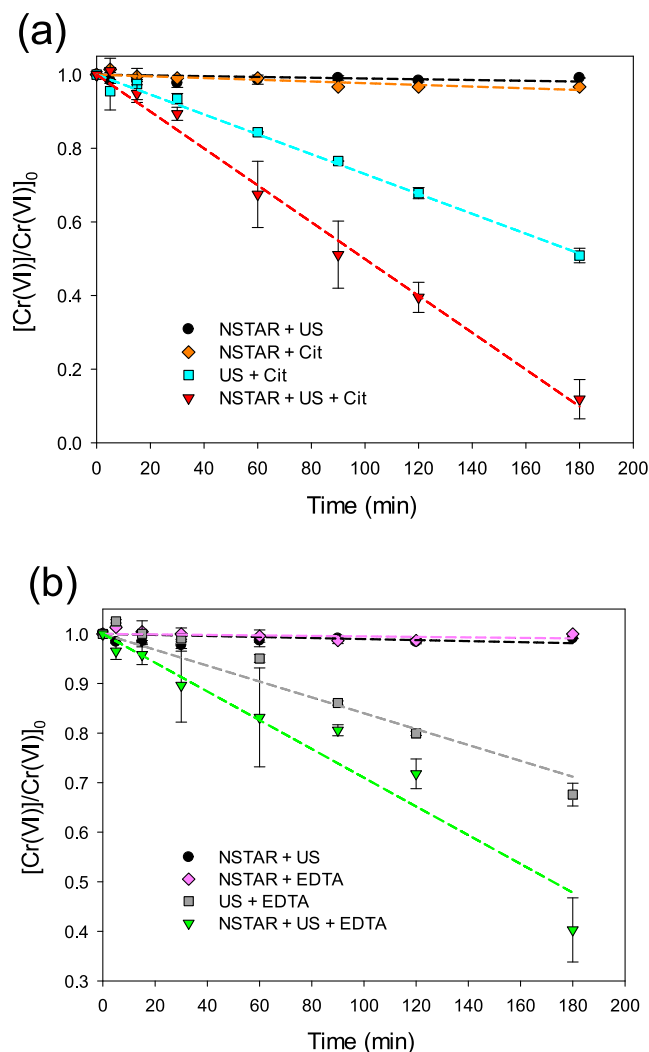 (a)
[Cr(VI)]/Cr(VI)]₀
1.0
0.8
0.6
0.4
0.2
0.0
NSTAR + US
NSTAR + Cit
US + Cit
NSTAR + US + Cit
0 20 40 60 80 100 120 140 160 180 200
Time (min)
(b)
[Cr(VI)]/Cr(VI)]₀
1.0
0.9
0.8
0.7
0.6
0.5
0.4
0.3
NSTAR + US
NSTAR + EDTA
US + EDTA
NSTAR + US + EDTA
0 20 40 60 80 100 120 140 160 180 200
Time (min)